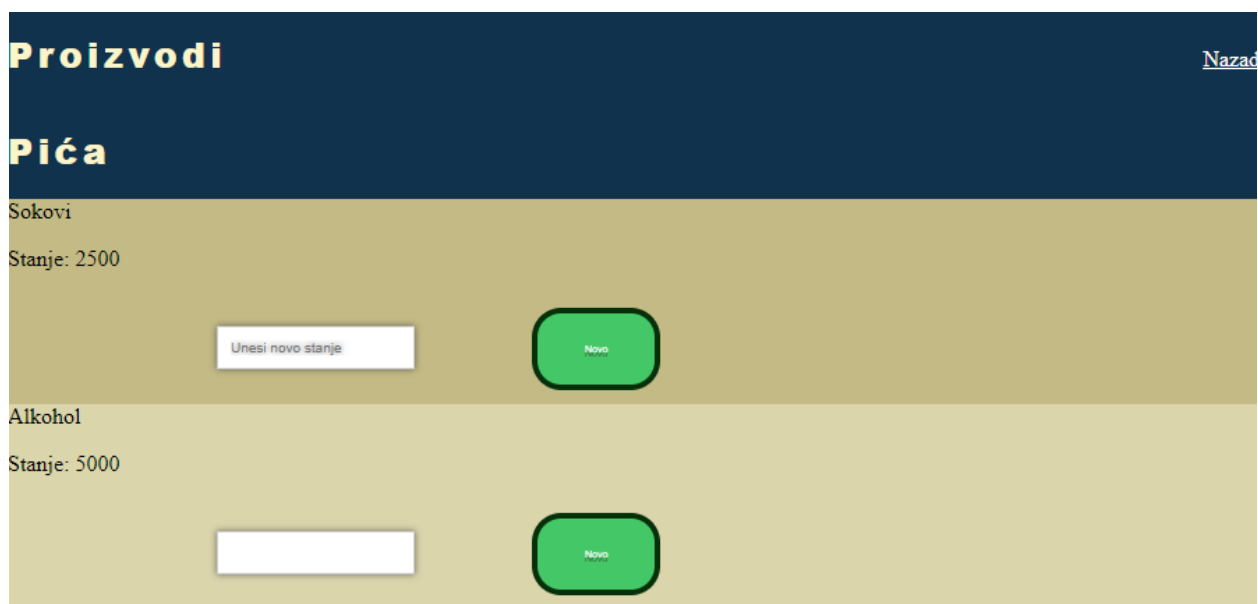 Proizvodi
Nazad
Pića
Sokovi
Stanje: 2500
Unesi novo stanje
Novo
Alkohol
Stanje: 5000
Novo